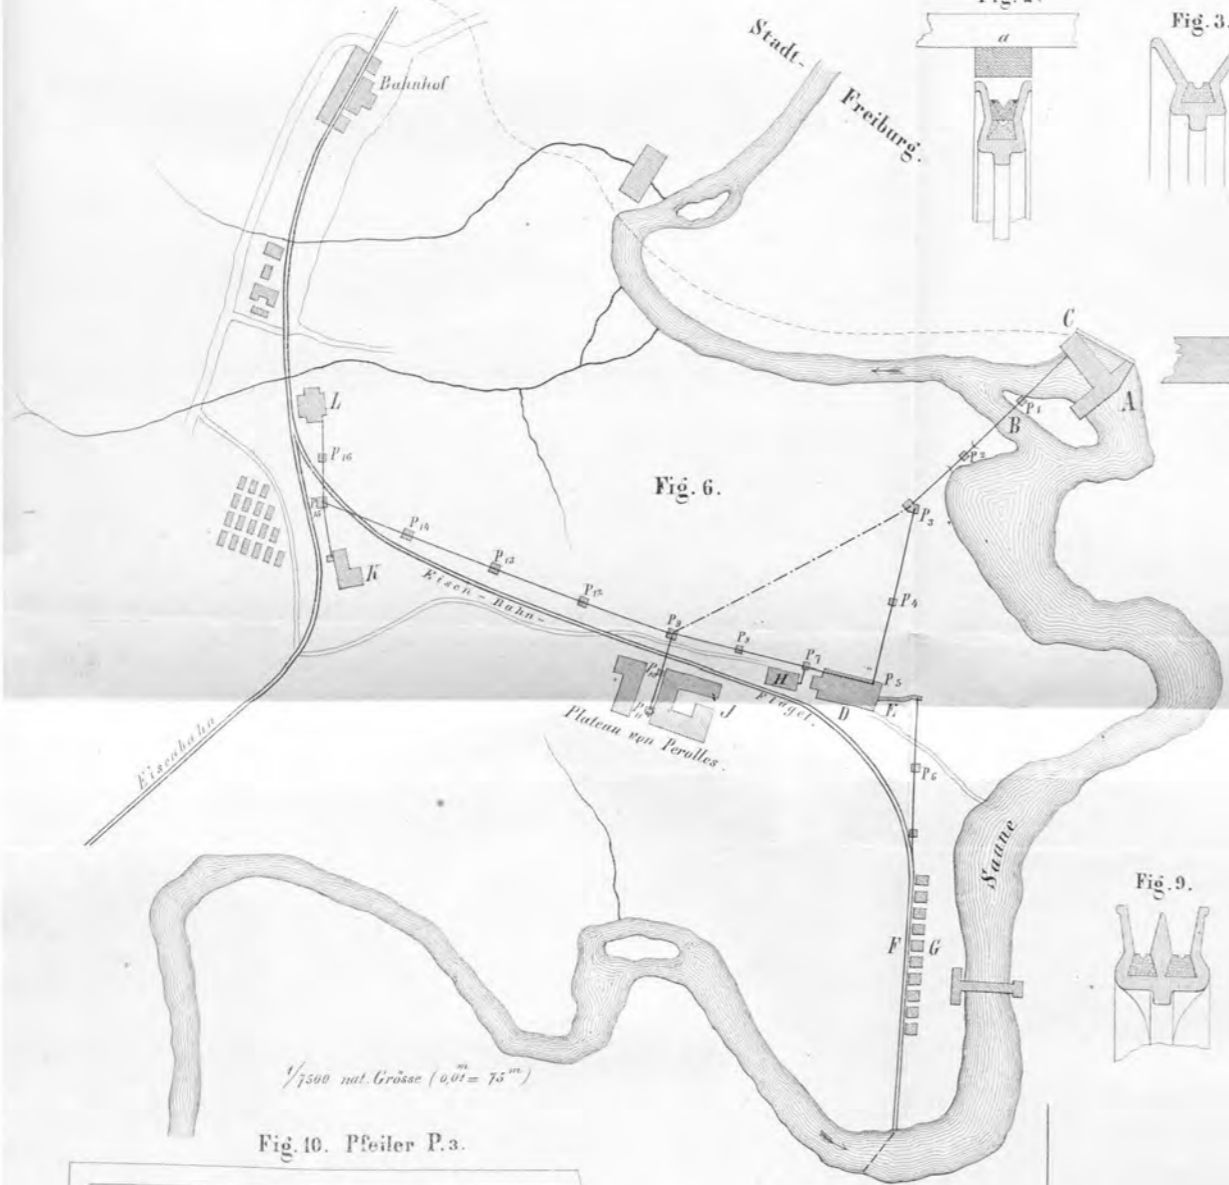 Fig. 3.
a
Stadt-
Freiburg.
Bahnhof
C
A
B
P1
P2
P3
L
P16
Fig. 6.
P15
P14
P13
P12
K
Eisen-Bahn-
P4
P9
P8
P7
P5
H
D
E
Flügel.
J
P10
P11
Plateau von Perolles.
P6
Eisenbahn
Saane
F
G
Fig. 9.
1/7500 nat. Grösse (0,01m = 75m)
Fig. 10. Pfeiler P.3.